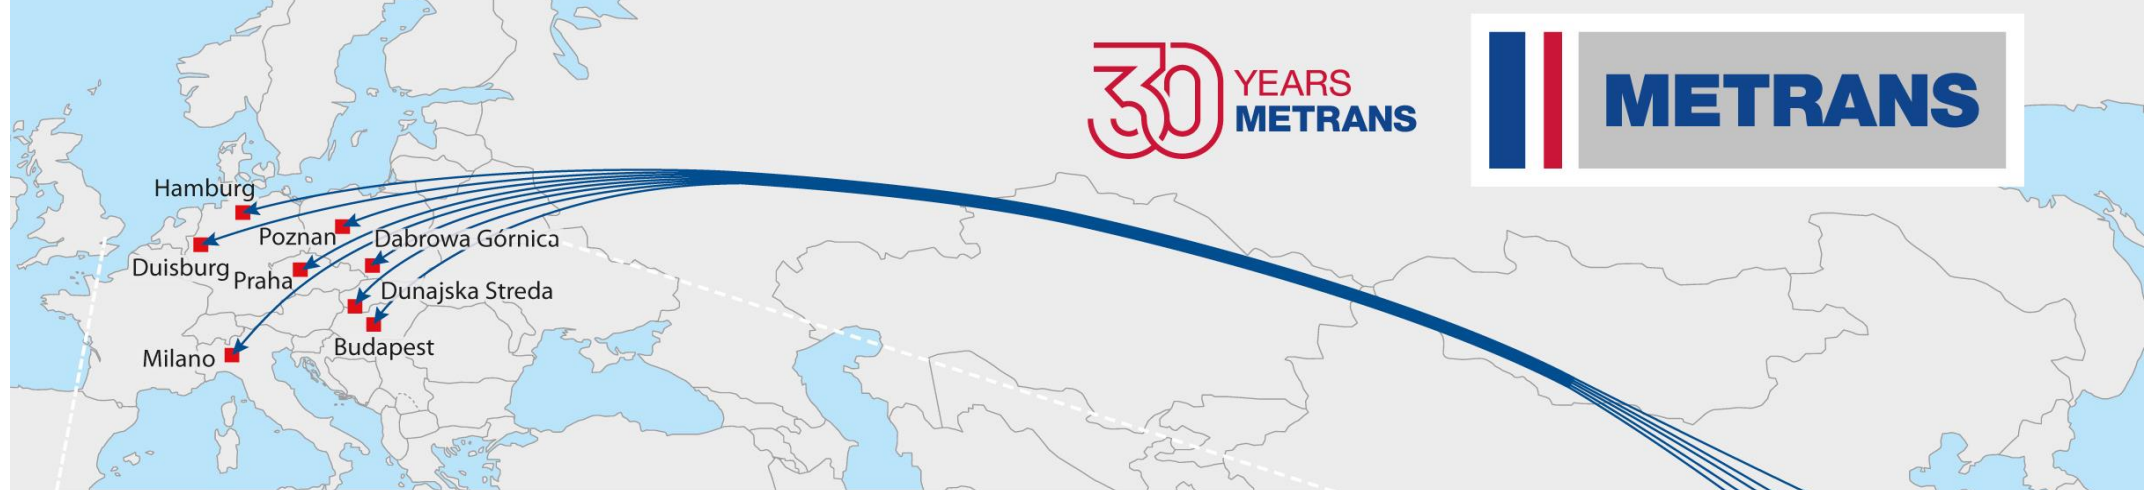 30 YEARS
METRANS
METRANS
Hamburg
Poznan
Dabrowa Górnica
Duisburg
Praha
Dunajska Streda
Budapest
Milano